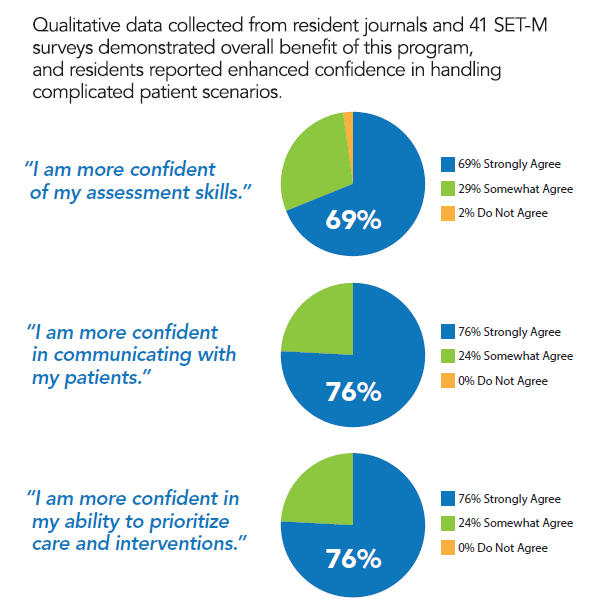 Qualitative data collected from resident journals and 41 SET-M
surveys demonstrated overall benefit of this program,
and residents reported enhanced confidence in handling
complicated patient scenarios.
“I am more confident
of my assessment skills.”
69%
69% Strongly Agree
29% Somewhat Agree
2% Do Not Agree
“I am more confident
in communicating with
my patients.”
76%
76% Strongly Agree
24% Somewhat Agree
0% Do Not Agree
“I am more confident in
my ability to prioritize
care and interventions.”
76%
76% Strongly Agree
24% Somewhat Agree
0% Do Not Agree